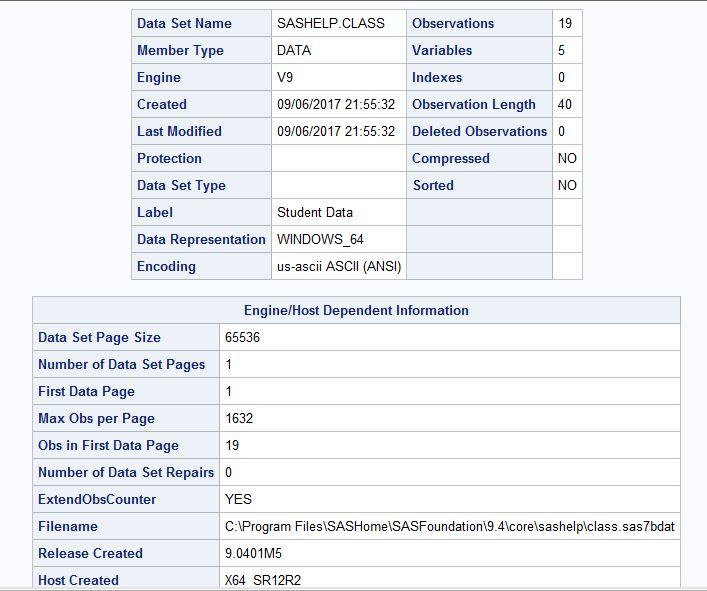 Data Set Name SASHELP.CLASS Observations 19
Member Type DATA Variables 5
Engine V9 Indexes 0
Created 09/06/2017 21:55:32 Observation Length 40
Last Modified 09/06/2017 21:55:32 Deleted Observations 0
Protection Compressed NO
Data Set Type Sorted NO
Label Student Data
Data Representation WINDOWS_64
Encoding us-ascii ASCII (ANSI)
Engine/Host Dependent Information
Data Set Page Size 65536
Number of Data Set Pages 1
First Data Page 1
Max Obs per Page 1632
Obs in First Data Page 19
Number of Data Set Repairs 0
ExtendObsCounter YES
Filename C:\Program Files\SASHome\SASFoundation\9.4\core\sashelp\class.sas7bdat
Release Created 9.0401M5
Host Created X64_SR12R2